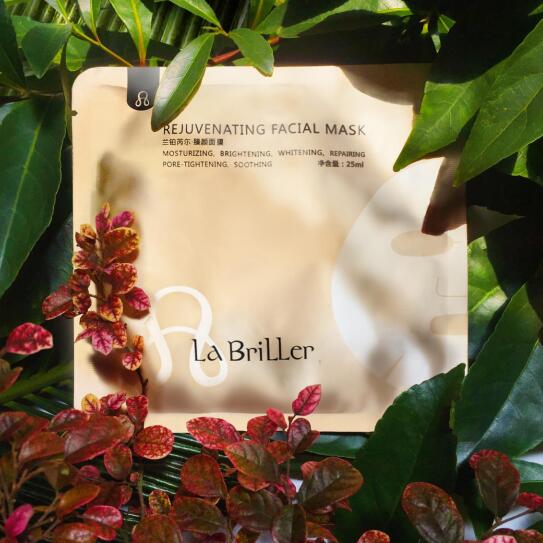 REJUVENATING FACIAL MASK
兰铂芮尔·臻颜面膜
MOSTURIZING, BRIGHTENING, WHITENING, REPAIRING
PORE-TIGHTENING, SOOTHING 净含量：25ml
La BriLLer